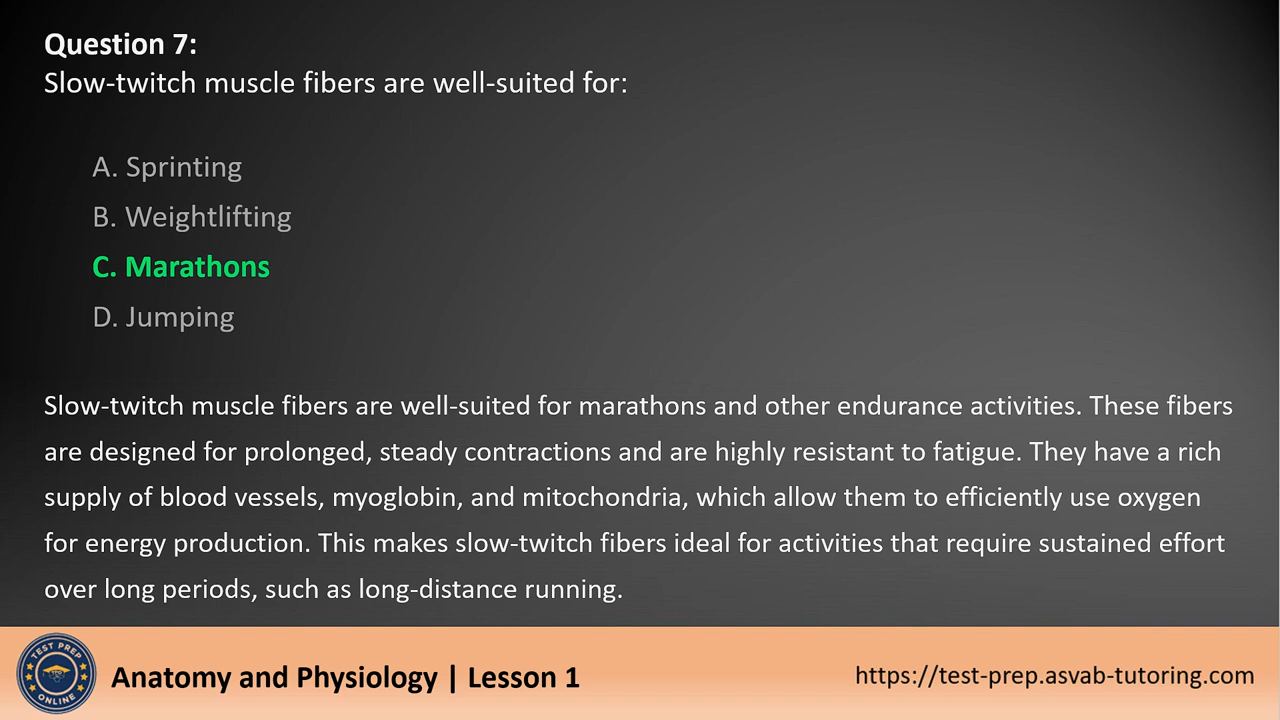 Question 7:
Slow-twitch muscle fibers are well-suited for:
A. Sprinting
B. Weightlifting
C. Marathons
D. Jumping
Slow-twitch muscle fibers are well-suited for marathons and other endurance activities. These fibers
are designed for prolonged, steady contractions and are highly resistant to fatigue. They have a rich
supply of blood vessels, myoglobin, and mitochondria, which allow them to efficiently use oxygen
for energy production. This makes slow-twitch fibers ideal for activities that require sustained effort
over long periods, such as long-distance running.
TEST PREP
ONLINE
Anatomy and Physiology | Lesson 1
https://test-prep.asvab-tutoring.com